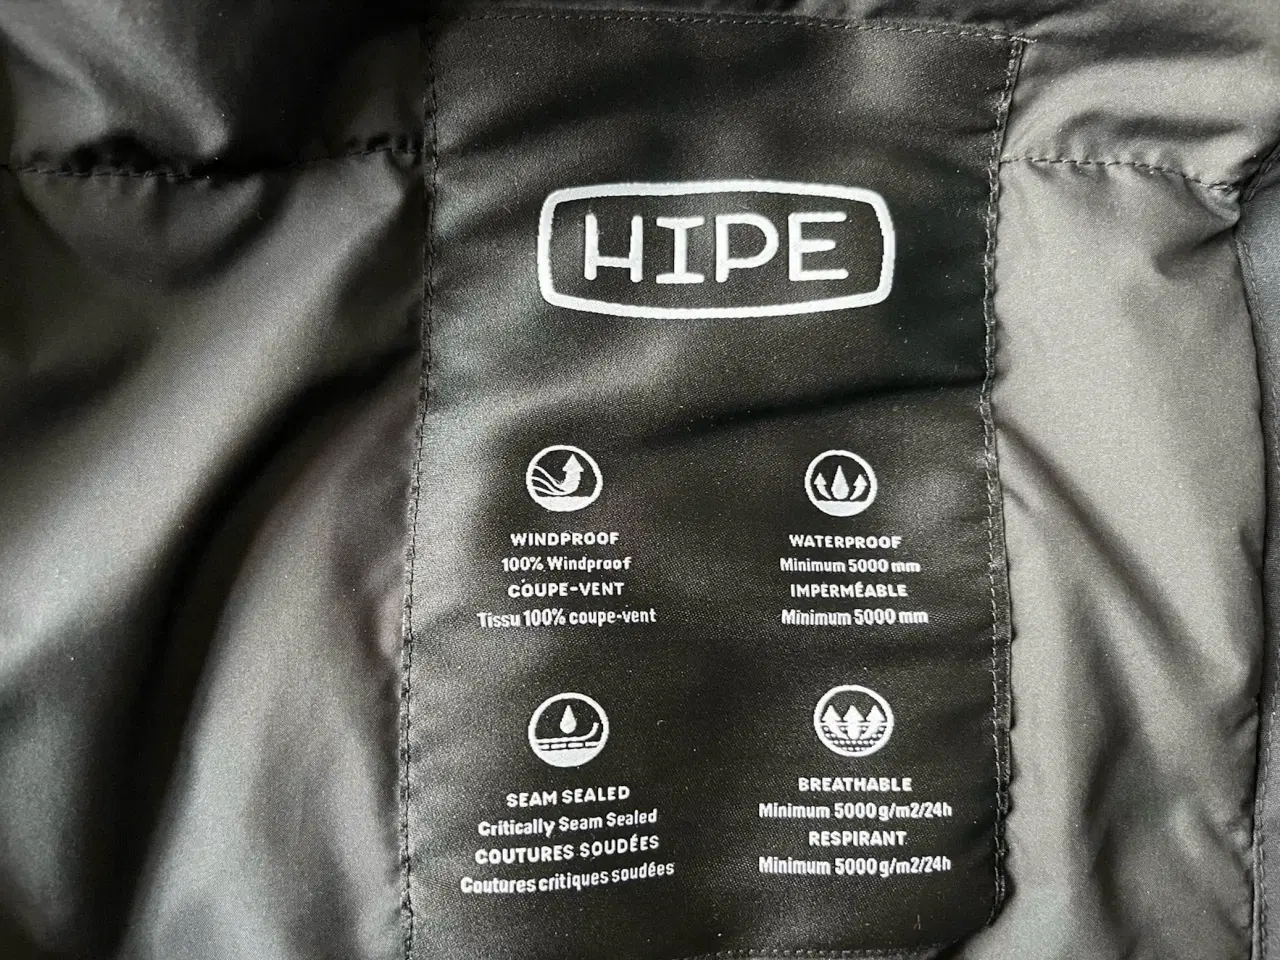 HIPE
WINDPROOF
100% Windproof
COUPE-VENT
Tissu 100% coupe-vent
WATERPROOF
Minimum 5000 mm
IMPERMÉABLE
Minimum 5000 mm
SEAM SEALED
Critically Seam Sealed
COUTURES SOUDÉES
Coutures critiques soudées
BREATHABLE
Minimum 5000 g/m2/24h
RESPIRANT
Minimum 5000 g/m2/24h